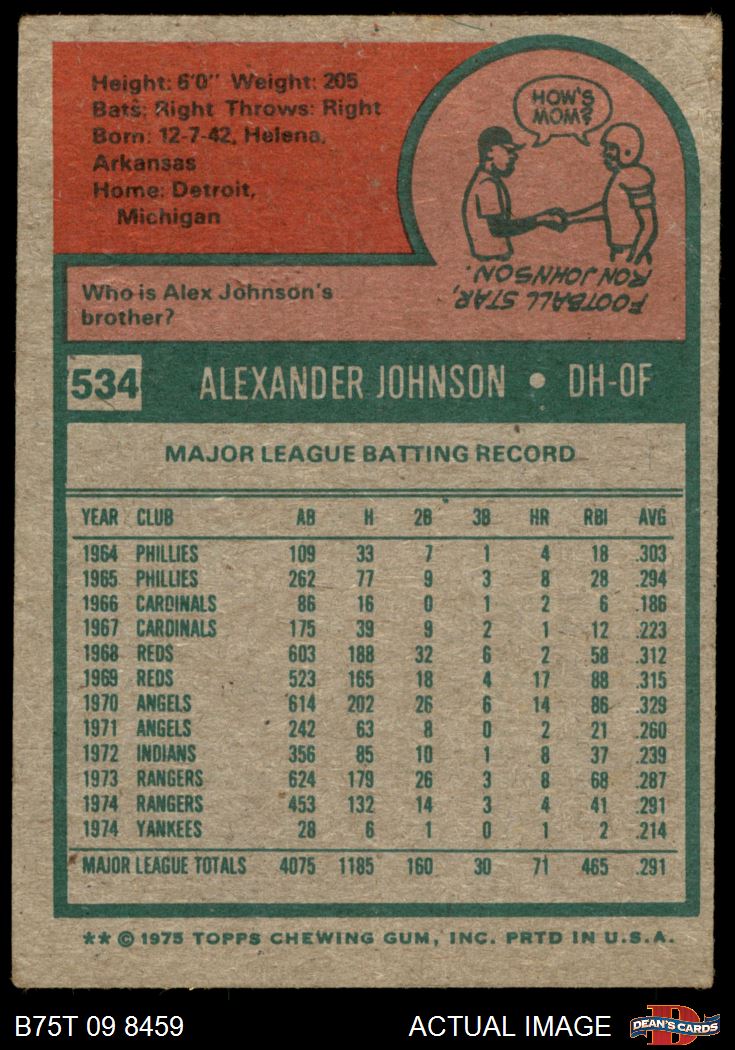 Height: 6'0" Weight: 205
Bats: Right Throws: Right
Born: 12-7-42, Helena,
Arkansas
Home: Detroit,
Michigan
HOW'S
MOM?
FOOTBALL STAR,
RON JOHNSON.
Who is Alex Johnson's
brother?
534 ALEXANDER JOHNSON • DH-OF
MAJOR LEAGUE BATTING RECORD
YEAR CLUB AB H 2B 3B HR RBI AVG
1964 PHILLIES 109 33 7 1 4 18 .303
1965 PHILLIES 262 77 9 3 8 28 .294
1966 CARDINALS 86 16 0 1 2 6 .186
1967 CARDINALS 175 39 9 2 1 12 .223
1968 REDS 603 188 32 6 2 58 .312
1969 REDS 523 165 18 4 17 88 .315
1970 ANGELS 614 202 26 6 14 86 .329
1971 ANGELS 242 63 8 0 2 21 .260
1972 INDIANS 356 85 10 1 8 37 .239
1973 RANGERS 624 179 26 3 8 68 .287
1974 RANGERS 453 132 14 3 4 41 .291
1974 YANKEES 28 6 1 0 1 2 .214
MAJOR LEAGUE TOTALS 4075 1185 160 30 71 465 .291
** © 1975 TOPPS CHEWING GUM, INC. PRTD IN U.S.A.
B75T 09 8459 ACTUAL IMAGE
DEAN'S CARDS